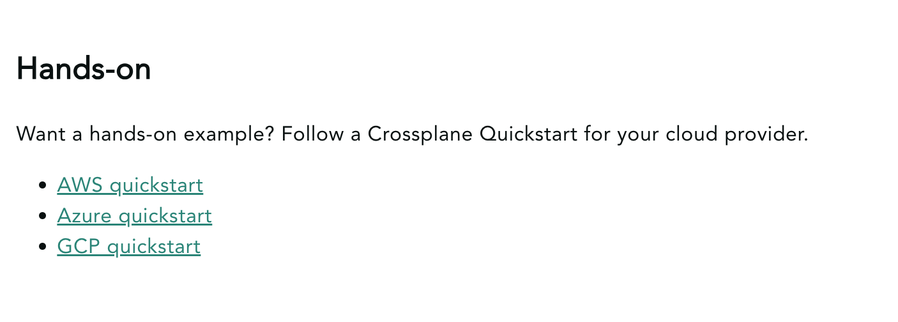 Hands-on
Want a hands-on example? Follow a Crossplane Quickstart for your cloud provider.
AWS quickstart
Azure quickstart
GCP quickstart